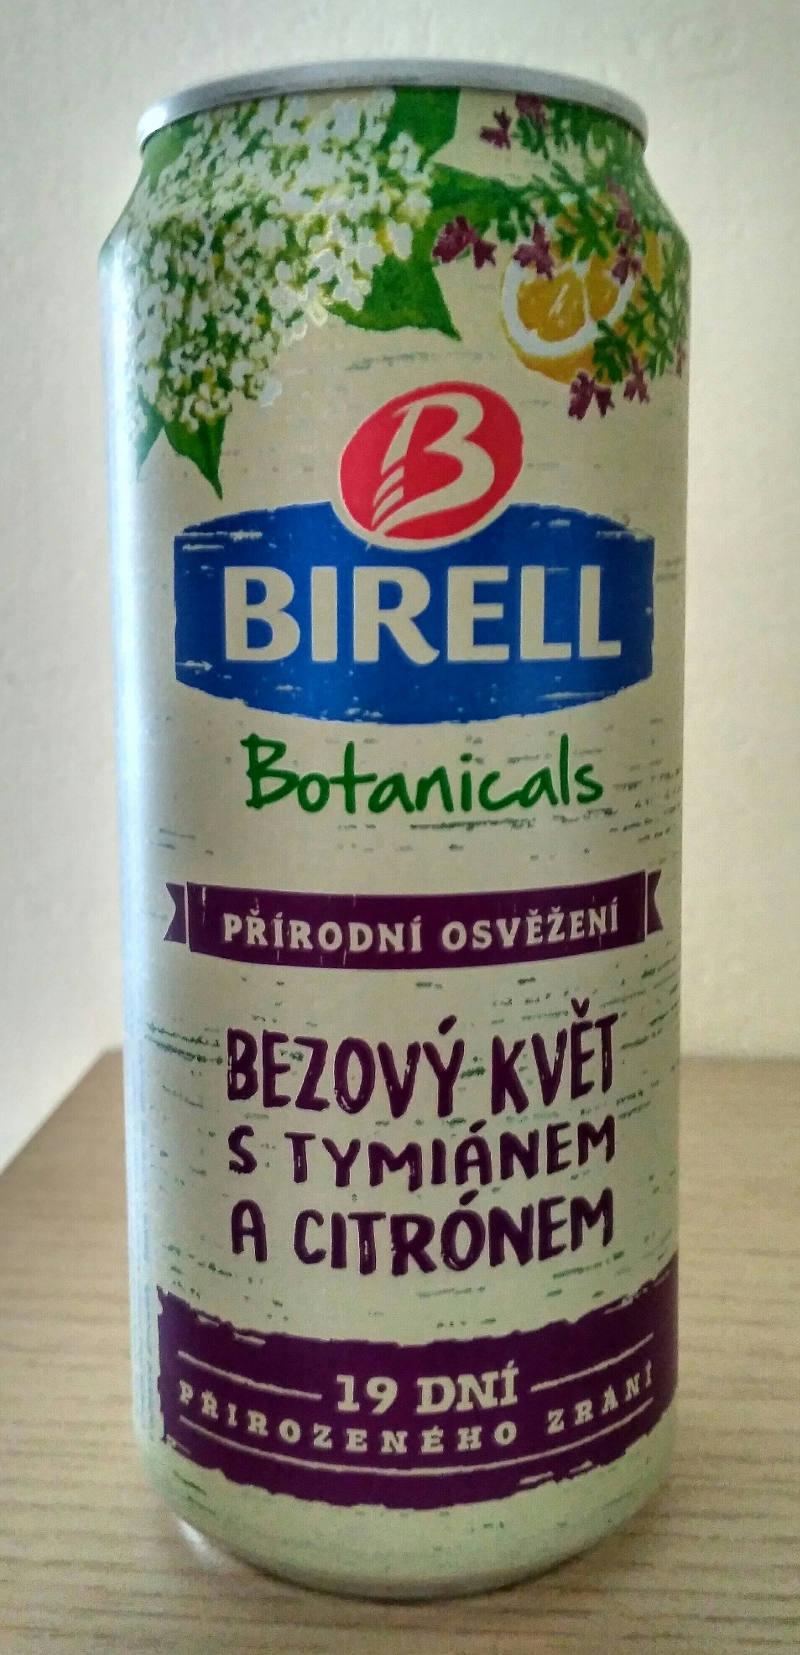 B
BIRELL
Botanicals
PŘÍRODNÍ OSVĚŽENÍ
BEZOVÝ KVĚT
S TYMIÁNEM
A CITRÓNEM
19 DNÍ
PŘIROZENÉHO ZRÁNÍ